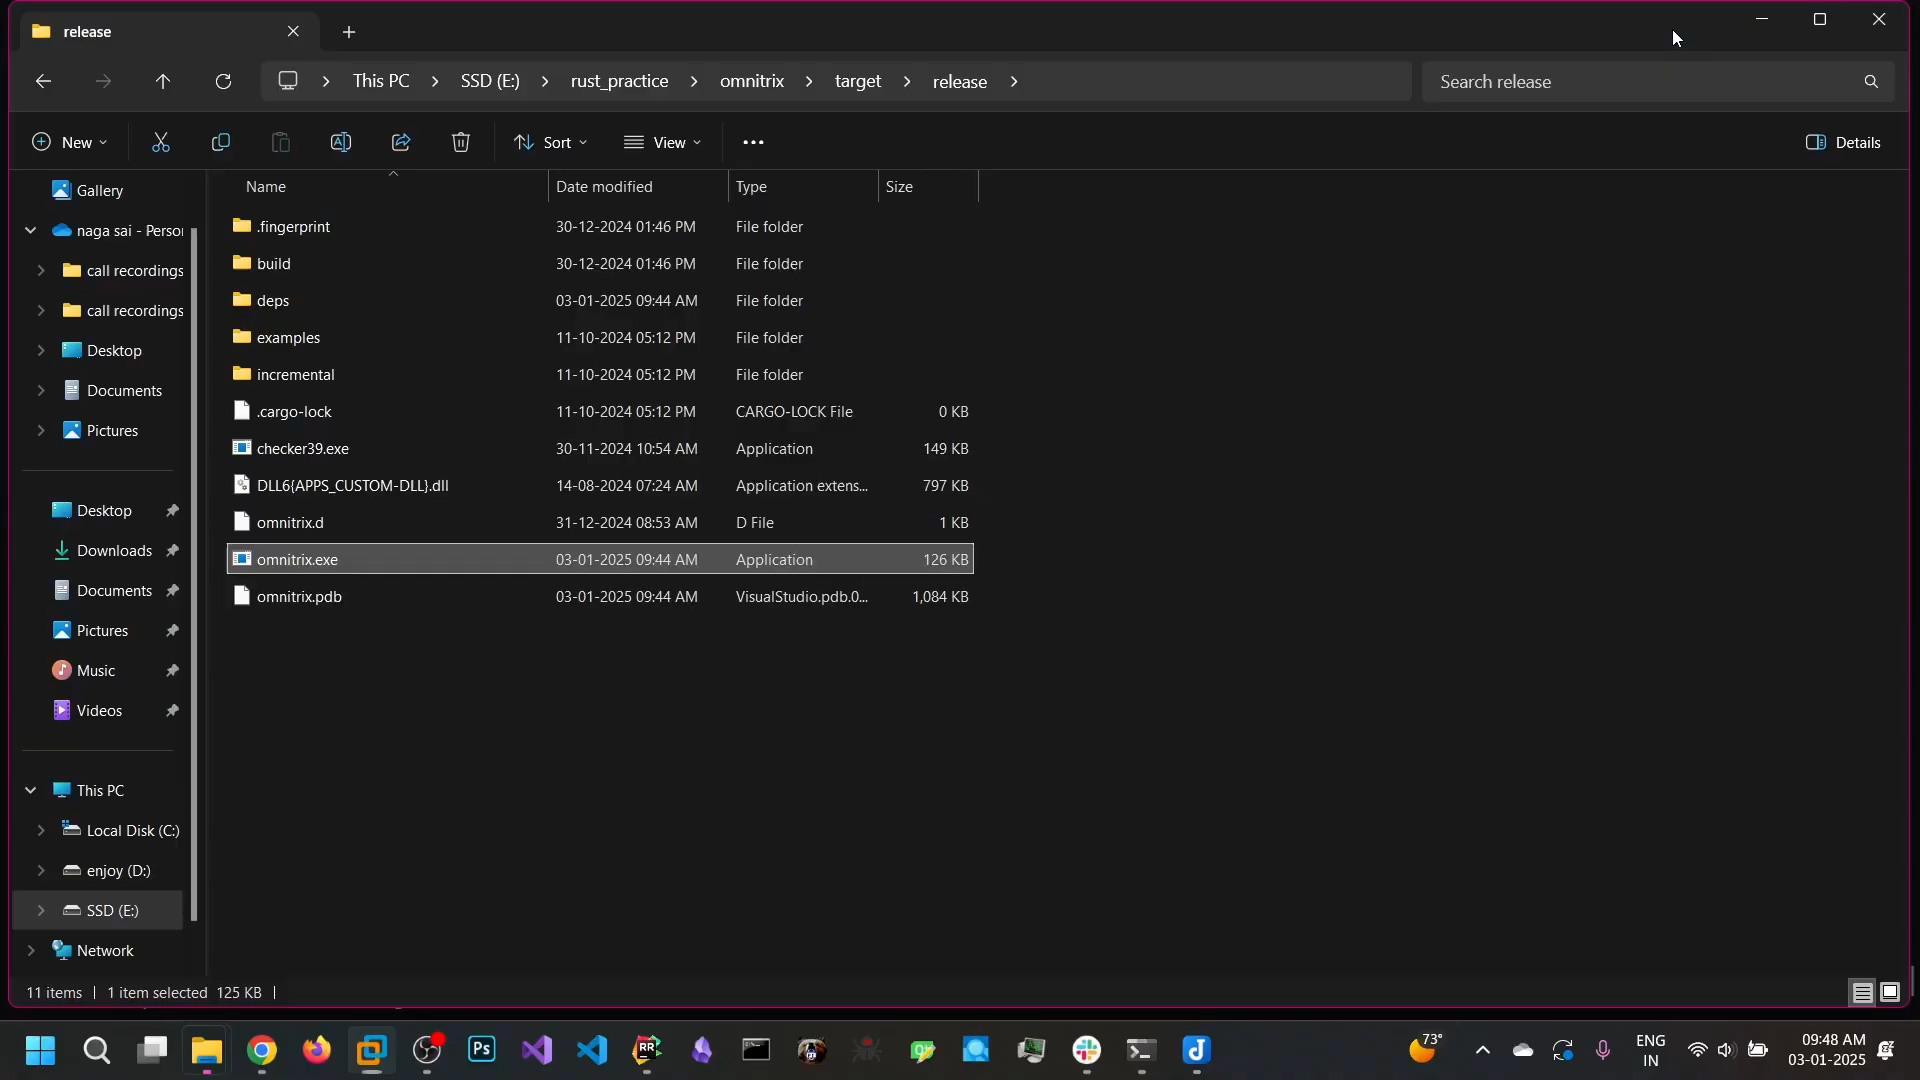 release
This PC
SSD (E:)
rust_practice
omnitrix
target
release
Search release
New
Sort
View
Details
Name
Date modified
Type
Size
Gallery
naga sai - Person
call recordings
call recordings
Desktop
Documents
Pictures
Desktop
Downloads
Documents
Pictures
Music
Videos
This PC
Local Disk (C:)
enjoy (D:)
SSD (E:)
Network
.fingerprint 30-12-2024 01:46 PM File folder
build 30-12-2024 01:46 PM File folder
deps 03-01-2025 09:44 AM File folder
examples 11-10-2024 05:12 PM File folder
incremental 11-10-2024 05:12 PM File folder
.cargo-lock 11-10-2024 05:12 PM CARGO-LOCK File 0 KB
checker39.exe 30-11-2024 10:54 AM Application 149 KB
DLL6{APPS_CUSTOM-DLL}.dll 14-08-2024 07:24 AM Application extens... 797 KB
omnitrix.d 31-12-2024 08:53 AM D File 1 KB
omnitrix.exe 03-01-2025 09:44 AM Application 126 KB
omnitrix.pdb 03-01-2025 09:44 AM VisualStudio.pdb.0... 1,084 KB
11 items 1 item selected 125 KB
Ps
RR
73°
ENG
IN
09:48 AM
03-01-2025